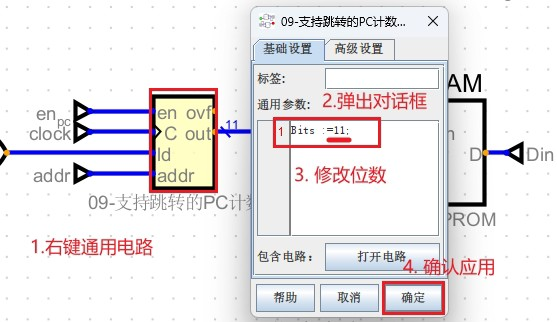 09-支持跳转的PC计数...
基础设置
高级设置
标签:
AM
通用参数:
2.弹出对话框
en_pc
en ovf
clock
C out
11
1
Bits :=11;
ld
D
Din
addr
addr
3. 修改位数
09-支持跳转的PC计数
PROM
1.右键通用电路
包含电路:
打开电路
4. 确认应用
帮助
取消
确定